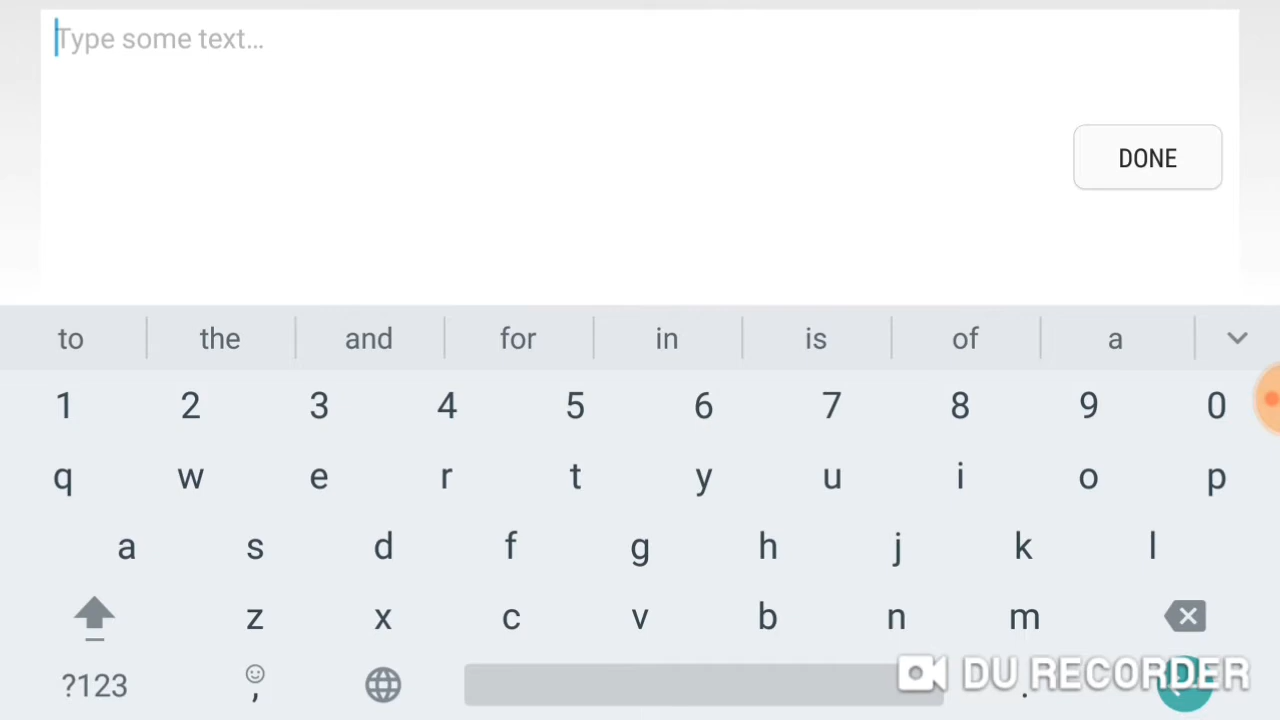 Type some text...
DONE
to the and for in is of a
1 2 3 4 5 6 7 8 9 0
q w e r t y u i o p
a s d f g h j k l
z x c v b n m
?123 , .
DU RECORDER